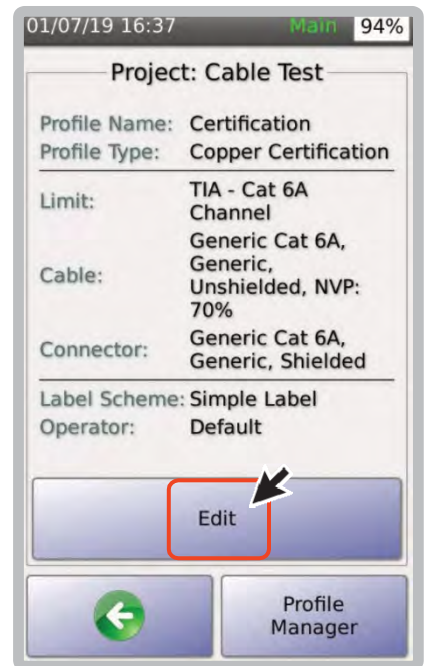 01/07/19 16:37 Main 94%
Project: Cable Test
Profile Name: Certification
Profile Type: Copper Certification
Limit: TIA - Cat 6A
Channel
Cable: Generic Cat 6A,
Generic,
Unshielded, NVP:
70%
Connector: Generic Cat 6A,
Generic, Shielded
Label Scheme: Simple Label
Operator: Default
Edit
Profile
Manager